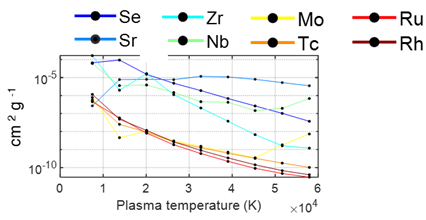 Se Zr Mo Ru
Sr Nb Tc Rh
cm² g⁻¹
10⁻⁵
10⁻¹⁰
0 1 2 3 4 5 6
Plasma temperature (K) ×10⁴